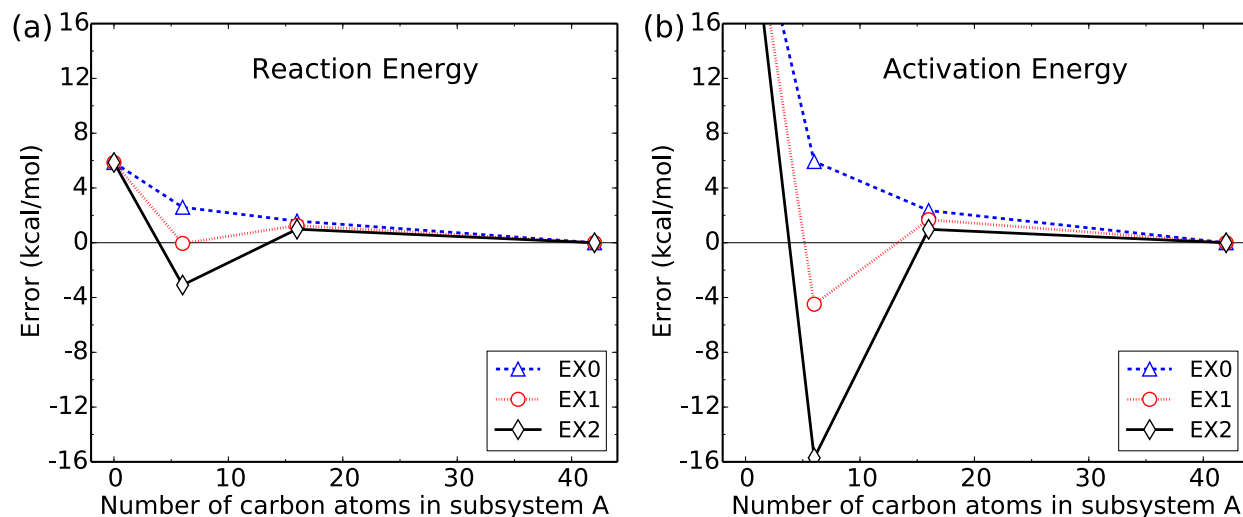 (a)
Reaction Energy
Error (kcal/mol)
16
12
8
4
0
-4
-8
-12
-16
0 10 20 30 40
Number of carbon atoms in subsystem A
EX0
EX1
EX2
(b)
Activation Energy
Error (kcal/mol)
16
12
8
4
0
-4
-8
-12
-16
0 10 20 30 40
Number of carbon atoms in subsystem A
EX0
EX1
EX2